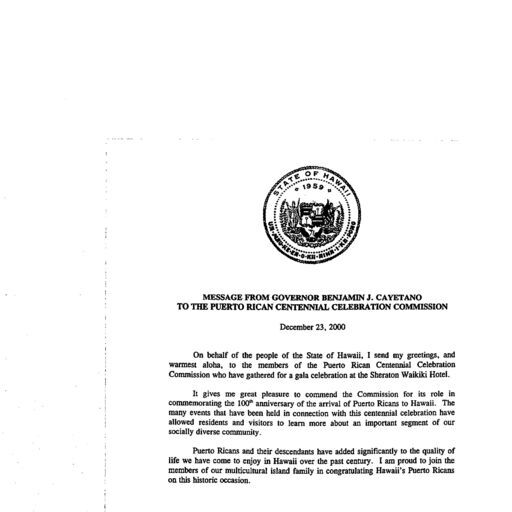 STATE OF HAWAII
1959
UA MAU KE EA O KA AINA I KA PONO
MESSAGE FROM GOVERNOR BENJAMIN J. CAYETANO
TO THE PUERTO RICAN CENTENNIAL CELEBRATION COMMISSION
December 23, 2000
On behalf of the people of the State of Hawaii, I send my greetings, and
warmest aloha, to the members of the Puerto Rican Centennial Celebration
Commission who have gathered for a gala celebration at the Sheraton Waikiki Hotel.
It gives me great pleasure to commend the Commission for its role in
commemorating the 100th anniversary of the arrival of Puerto Ricans to Hawaii. The
many events that have been held in connection with this centennial celebration have
allowed residents and visitors to learn more about an important segment of our
socially diverse community.
Puerto Ricans and their descendants have added significantly to the quality of
life we have come to enjoy in Hawaii over the past century. I am proud to join the
members of our multicultural island family in congratulating Hawaii's Puerto Ricans
on this historic occasion.